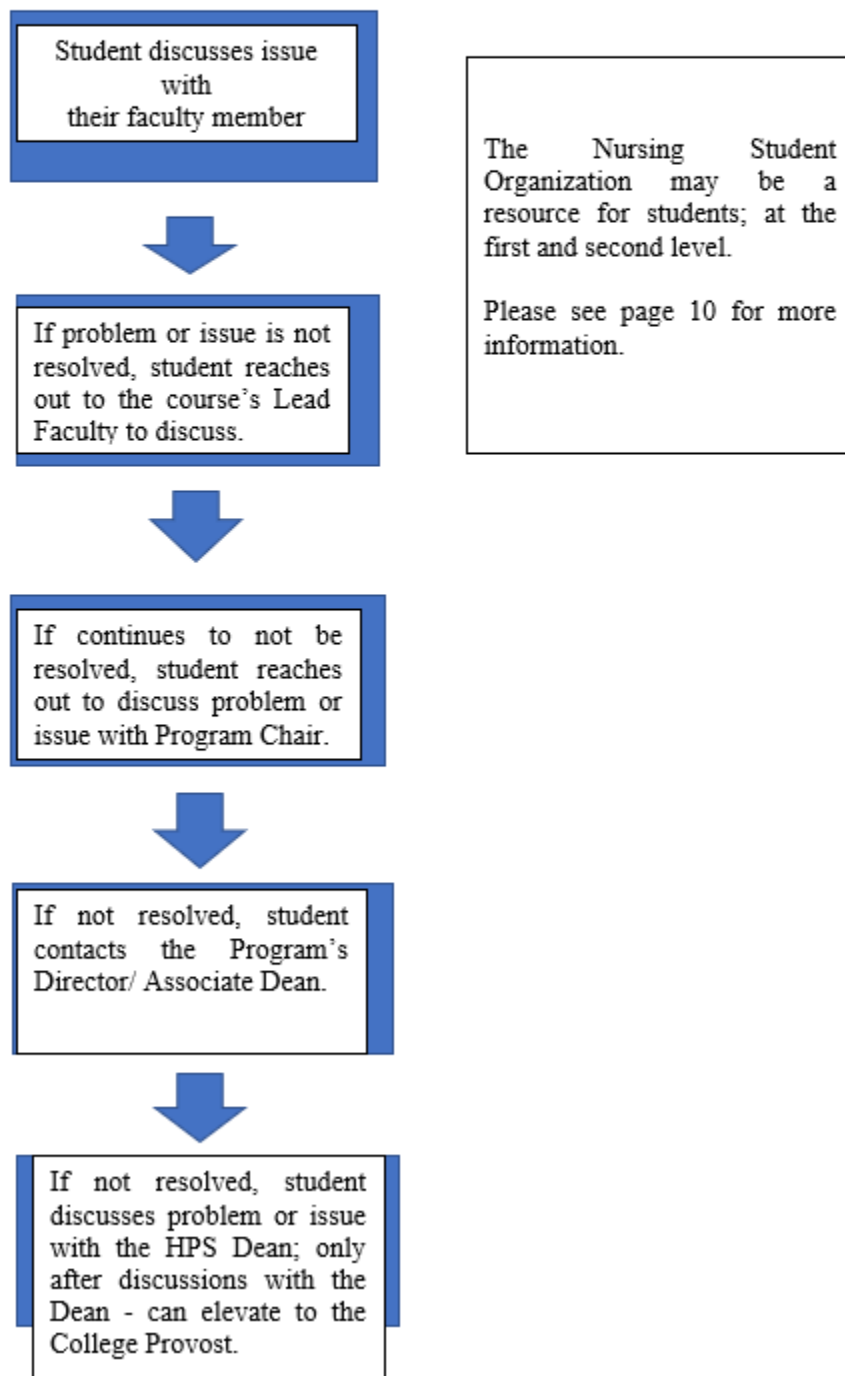 Student discusses issue
with
their faculty member
The Nursing Student
Organization may be a
resource for students; at the
first and second level.
Please see page 10 for more
information.
If problem or issue is not
resolved, student reaches
out to the course’s Lead
Faculty to discuss.
If continues to not be
resolved, student reaches
out to discuss problem or
issue with Program Chair.
If not resolved, student
contacts the Program’s
Director/ Associate Dean.
If not resolved, student
discusses problem or issue
with the HPS Dean; only
after discussions with the
Dean - can elevate to the
College Provost.